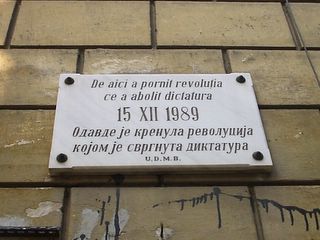 De aici a pornit revoluția
ce a abolit dictatura
15 XII 1989
Одавде је кренула револуција
којом је свргнута диктатура
U.D.M.B.